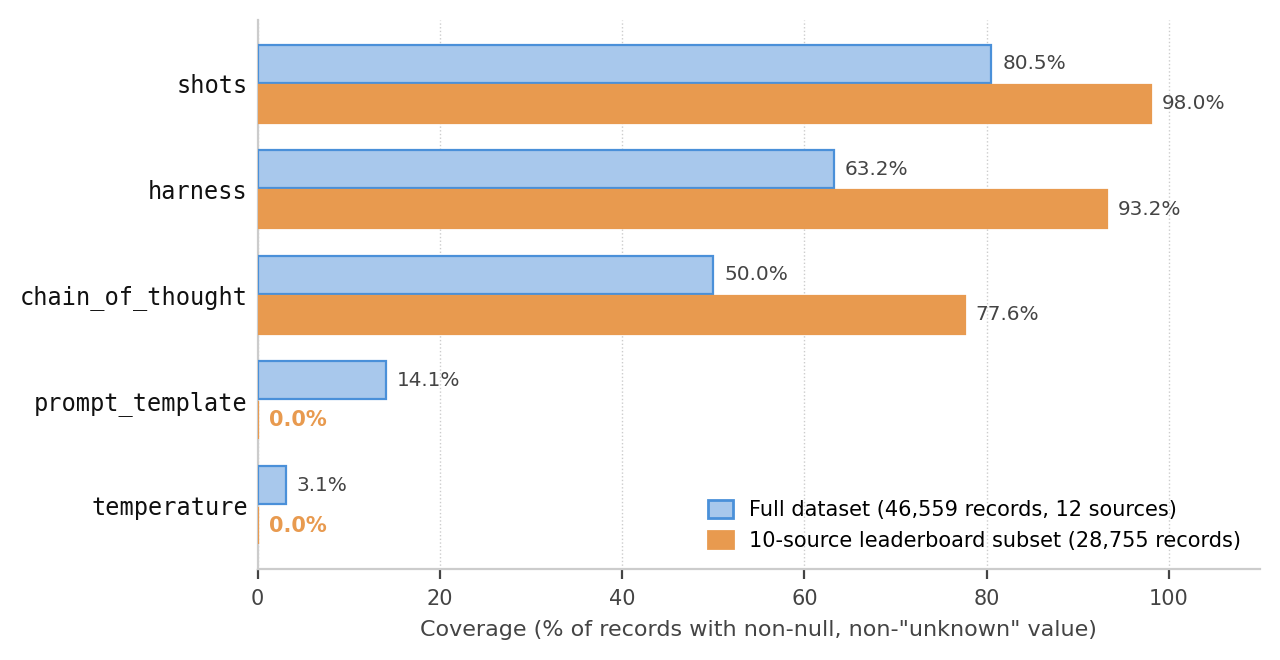 shots
80.5%
98.0%
harness
63.2%
93.2%
chain_of_thought
50.0%
77.6%
prompt_template
14.1%
0.0%
temperature
3.1%
0.0%
Full dataset (46,559 records, 12 sources)
10-source leaderboard subset (28,755 records)
0 20 40 60 80 100
Coverage (% of records with non-null, non-"unknown" value)